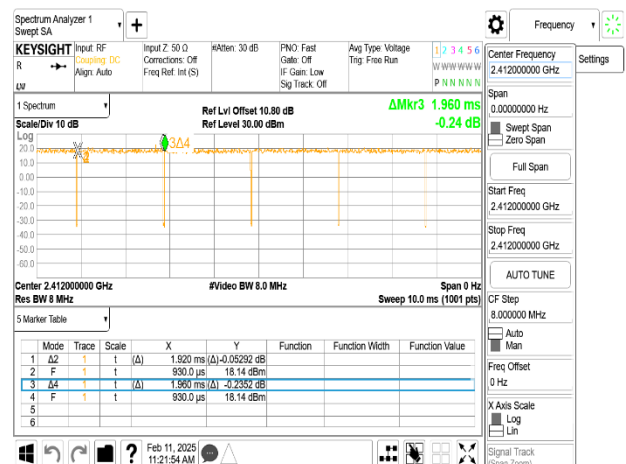 Spectrum Analyzer 1
Swept SA
Frequency
KEYSIGHT Input: RF Input Z: 50 Ω #Atten: 30 dB PNO: Fast Avg Type: Voltage 1 2 3 4 5 6
R Coupling: DC Corrections: Off Gate: Off Trig: Free Run W W W W W W
Align: Auto Freq Ref: Int (S) IF Gain: Low P N N N N N
Sig Track: Off
LXI
Center Frequency
2.412000000 GHz
Settings
Span
0.00000000 Hz
Swept Span
Zero Span
Full Span
Start Freq
2.412000000 GHz
Stop Freq
2.412000000 GHz
AUTO TUNE
CF Step
8.000000 MHz
Auto
Man
Freq Offset
0 Hz
X Axis Scale
Log
Lin
Signal Track
(Span Zoom)
1 Spectrum Ref Lvl Offset 10.80 dB ΔMkr3 1.960 ms
Scale/Div 10 dB Ref Level 30.00 dBm -0.24 dB
Log
20.0
10.0
0.00
-10.0
-20.0
-30.0
-40.0
-50.0
-60.0
3Δ4
Center 2.412000000 GHz #Video BW 8.0 MHz Span 0 Hz
Res BW 8 MHz Sweep 10.0 ms (1001 pts)
5 Marker Table
Mode Trace Scale X Y Function Function Width Function Value
1 Δ2 1 t (Δ) 1.920 ms (Δ) -0.05292 dB
2 F 1 t 930.0 µs 18.14 dBm
3 Δ4 1 t (Δ) 1.960 ms (Δ) -0.2352 dB
4 F 1 t 930.0 µs 18.14 dBm
5
6
Feb 11, 2025
11:21:54 AM